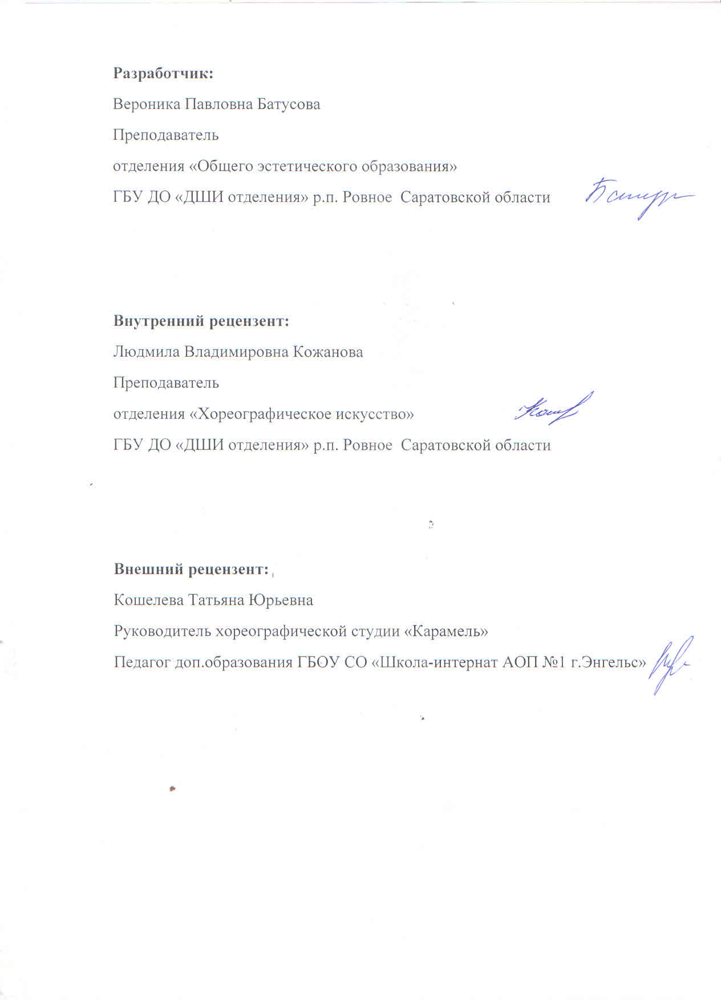 Разработчик:
Вероника Павловна Батусова
Преподаватель
отделения «Общего эстетического образования»
ГБУ ДО «ДШИ отделения» р.п. Ровное  Саратовской области
Внутренний рецензент:
Людмила Владимировна Кожанова
Преподаватель
отделения «Хореографическое искусство»
ГБУ ДО «ДШИ отделения» р.п. Ровное  Саратовской области
Внешний рецензент:
Кошелева Татьяна Юрьевна
Руководитель хореографической студии «Карамель»
Педагог доп.образования ГБОУ СО «Школа-интернат АОП №1 г.Энгельс»